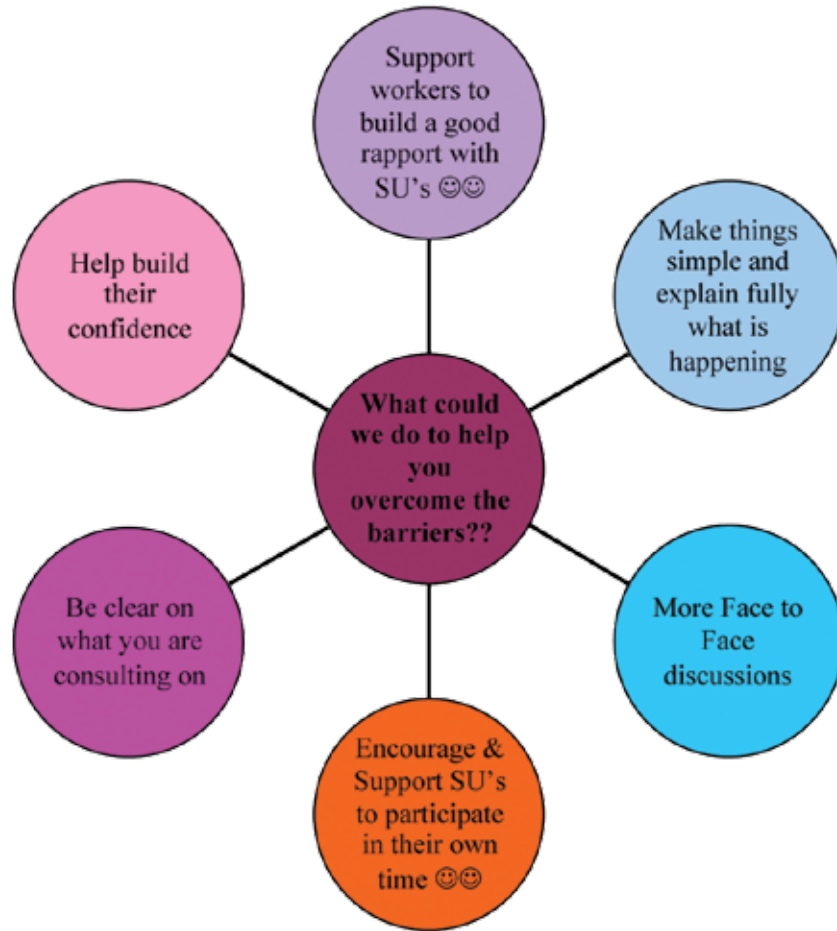 Support
workers to
build a good
rapport with
SU's ☺☺
Help build
their
confidence
Make things
simple and
explain fully
what is
happening
What could
we do to help
you
overcome the
barriers??
Be clear on
what you are
consulting on
More Face to
Face
discussions
Encourage &
Support SU's
to participate
in their own
time ☺☺